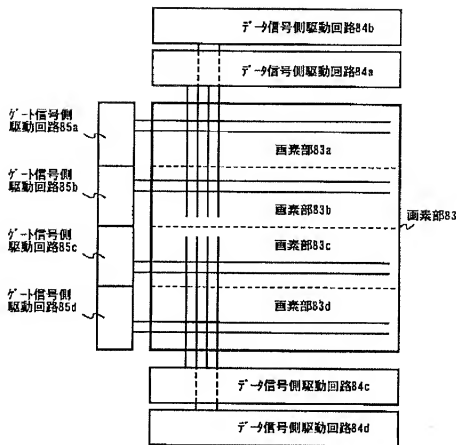 データ信号側駆動回路84b
データ信号側駆動回路84a
ゲート信号側
駆動回路85a
ゲート信号側
駆動回路85b
ゲート信号側
駆動回路85c
ゲート信号側
駆動回路85d
画素部83a
画素部83b
画素部83c
画素部83d
画素部83
データ信号側駆動回路84c
データ信号側駆動回路84d